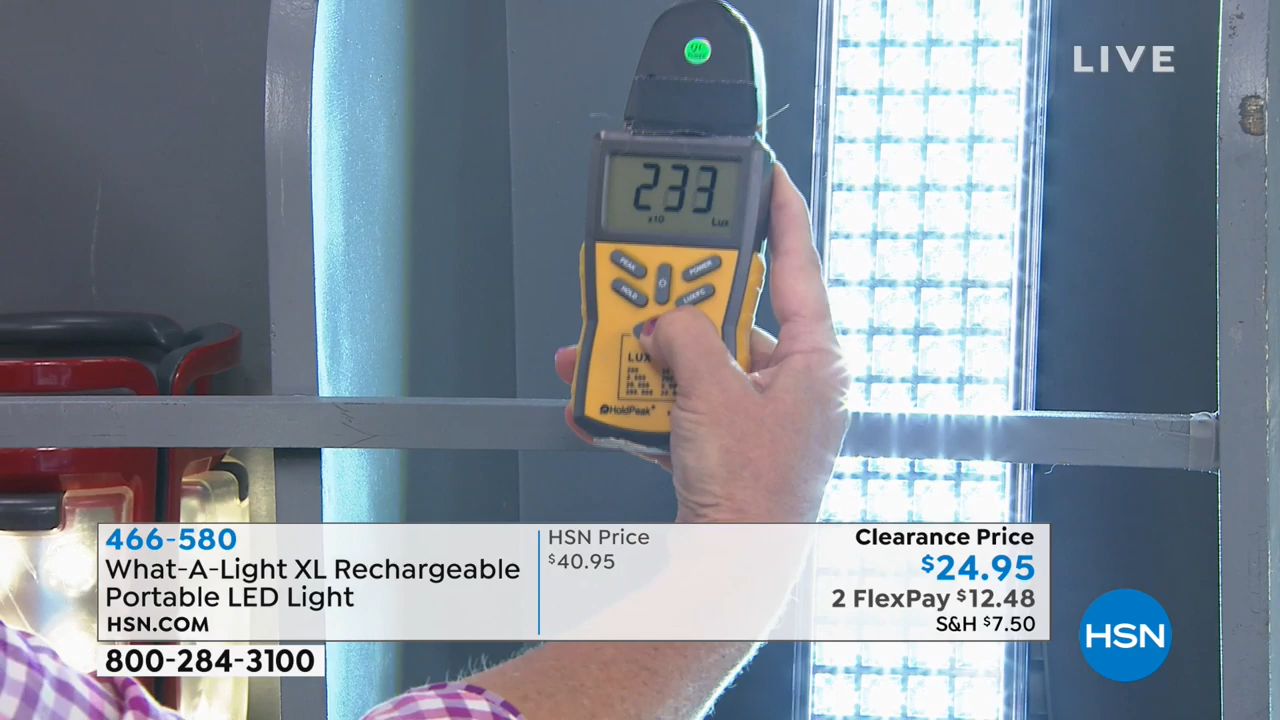 LIVE
233
x10 Lux
PEAK
POWER
HOLD
LUX/FC
LUX
HoldPeak
466-580
What-A-Light XL Rechargeable
Portable LED Light
HSN.COM
800-284-3100
HSN Price
$40.95
Clearance Price
$24.95
2 FlexPay $12.48
S&H $7.50
HSN